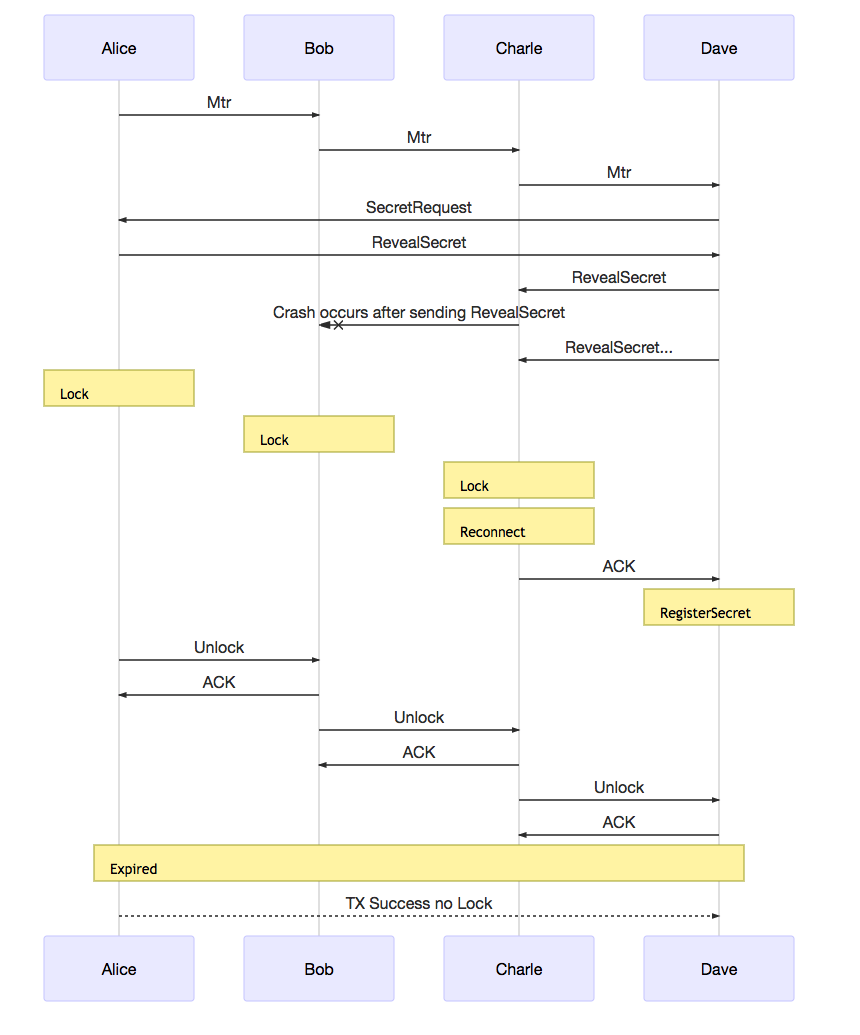 Alice
Bob
Charle
Dave
Mtr
Mtr
Mtr
SecretRequest
RevealSecret
RevealSecret
Crash occurs after sending RevealSecret
RevealSecret...
Lock
Lock
Lock
Reconnect
ACK
RegisterSecret
Unlock
ACK
Unlock
ACK
Unlock
ACK
Expired
TX Success no Lock
Alice
Bob
Charle
Dave